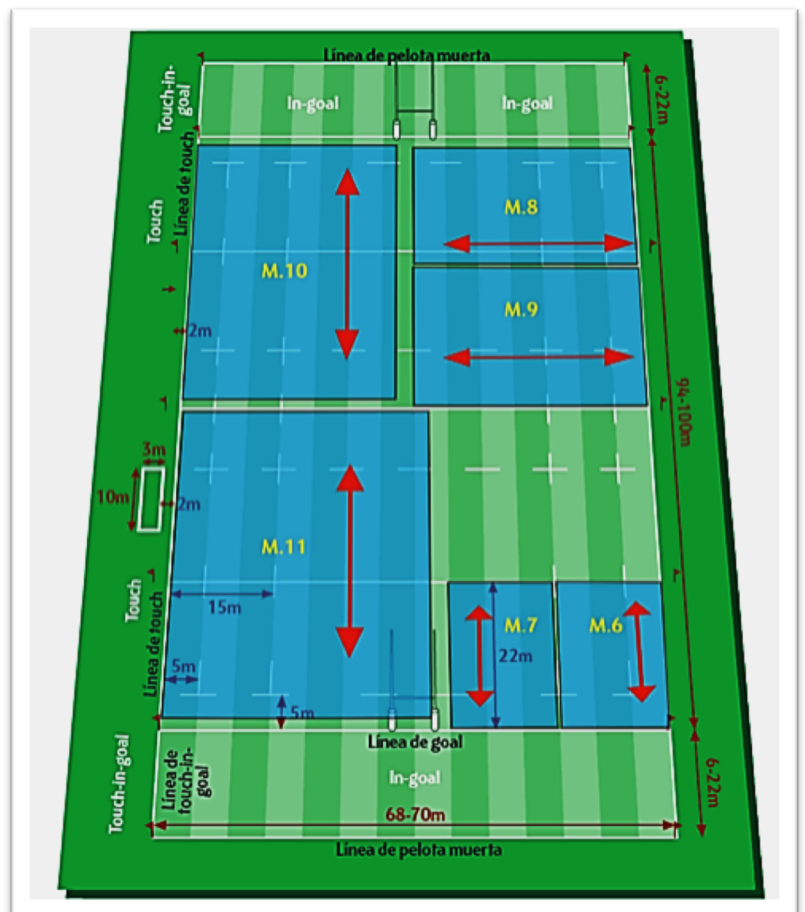 Línea de pelota muerta
Touch-in-
goal
In-goal
In-goal
6-22m
Línea de touch
Touch
M.8
M.10
M.9
2m
94-100m
3m
10m
2m
M.11
15m
Touch
Línea de touch
M.7
M.6
22m
5m
5m
Línea de goal
Touch-in-goal
Línea de
touch-in-
goal
In-goal
6-22m
68-70m
Línea de pelota muerta